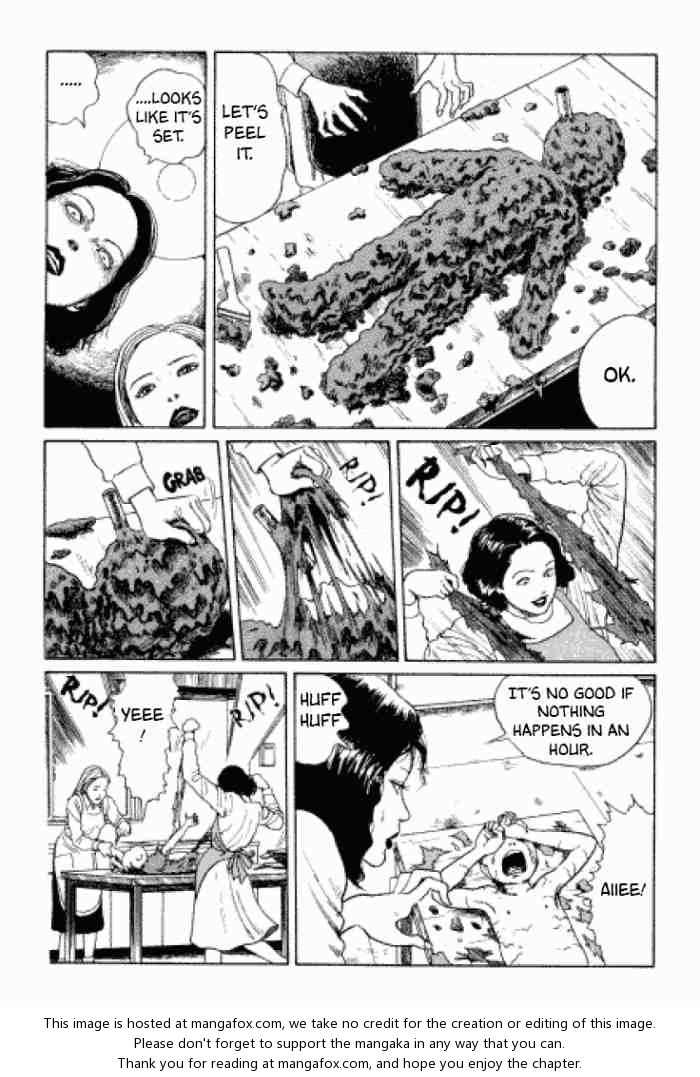 .....
.....LOOKS
LIKE IT'S
SET.
LET'S
PEEL
IT.
OK.
GRAB
RIP!
RIP!
RIP!
YEEE
!
RIP!
HUFF
HUFF
IT'S NO GOOD IF
NOTHING
HAPPENS IN AN
HOUR.
AIIEE!
This image is hosted at mangafox.com, we take no credit for the creation or editing of this image.
Please don't forget to support the mangaka in any way that you can.
Thank you for reading at mangafox.com, and hope you enjoy the chapter.